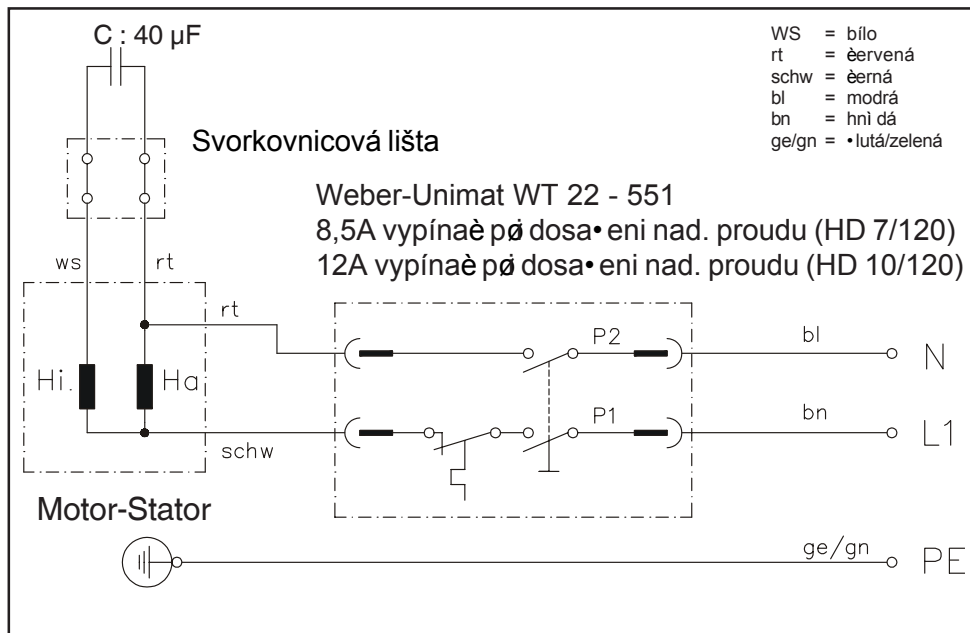 C : 40 µF
WS = bílo
rt = èervená
schw = èerná
bl = modrá
bn = hnì dá
ge/gn = •lutá/zelená
Svorkovnicová lišta
Weber-Unimat WT 22 - 551
8,5A vypínaè pø dosa•eni nad. proudu (HD 7/120)
12A vypínaè pø dosa•eni nad. proudu (HD 10/120)
ws
rt
rt
P2
bl
N
Hi.
Ha
P1
bn
L1
schw
Motor-Stator
ge/gn
PE